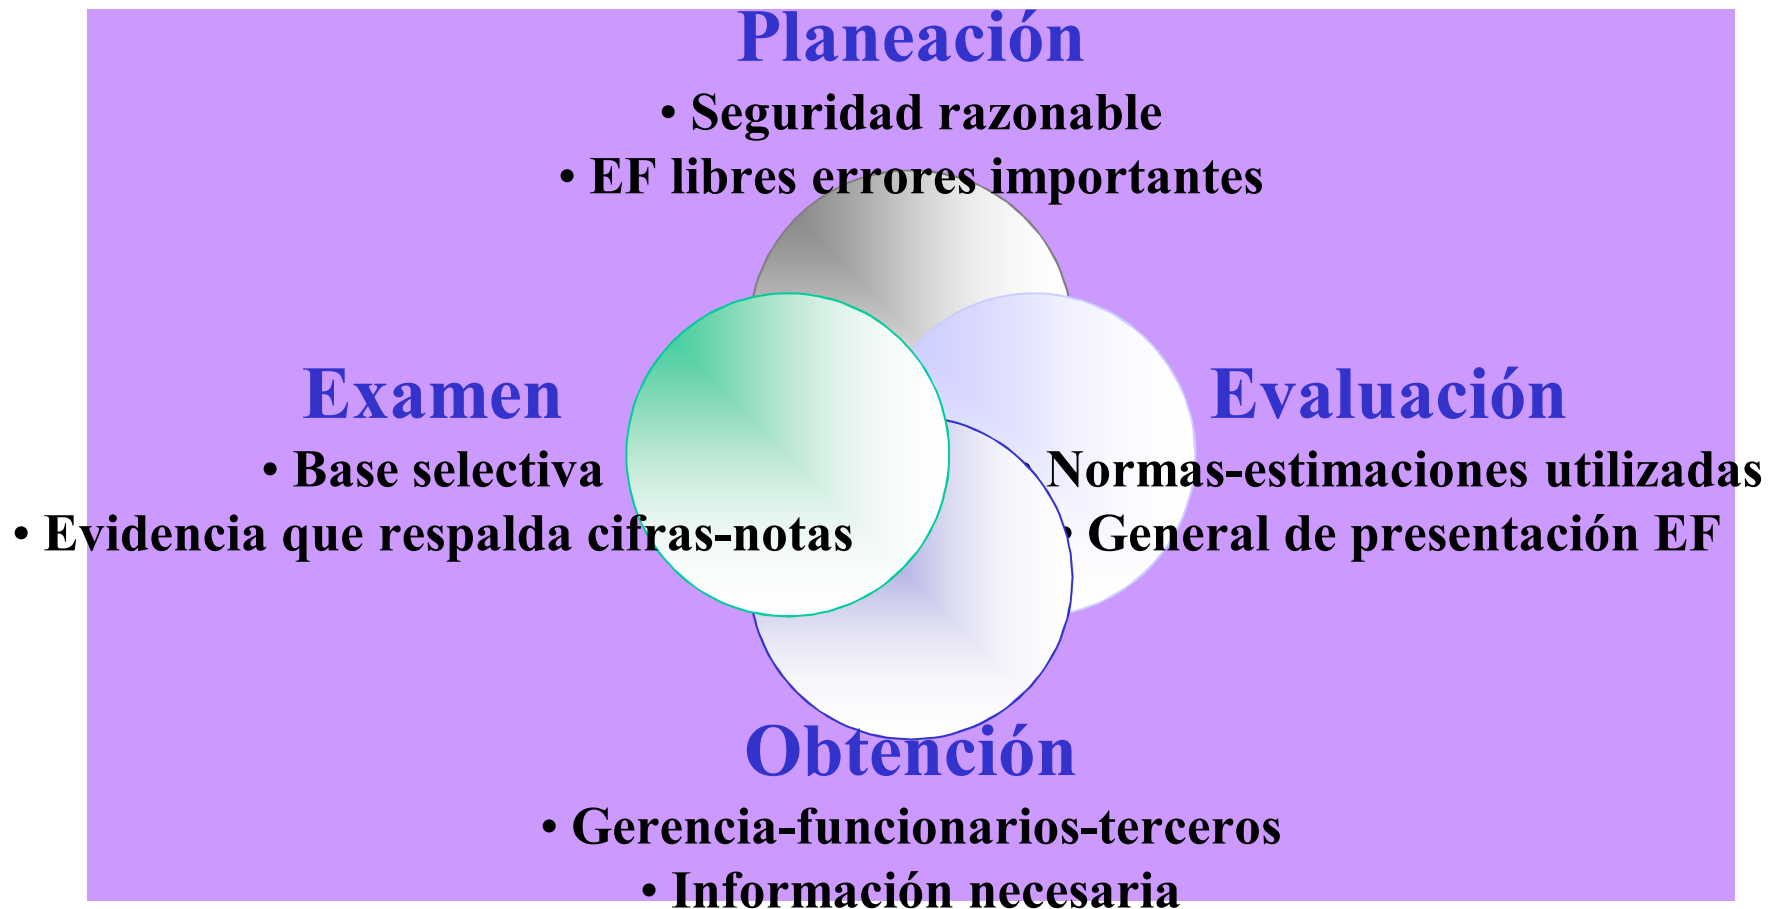 Planeación
• Seguridad razonable
• EF libres errores importantes
Examen
• Base selectiva
• Evidencia que respalda cifras-notas
Evaluación
• Normas-estimaciones utilizadas
• General de presentación EF
Obtención
• Gerencia-funcionarios-terceros
• Información necesaria